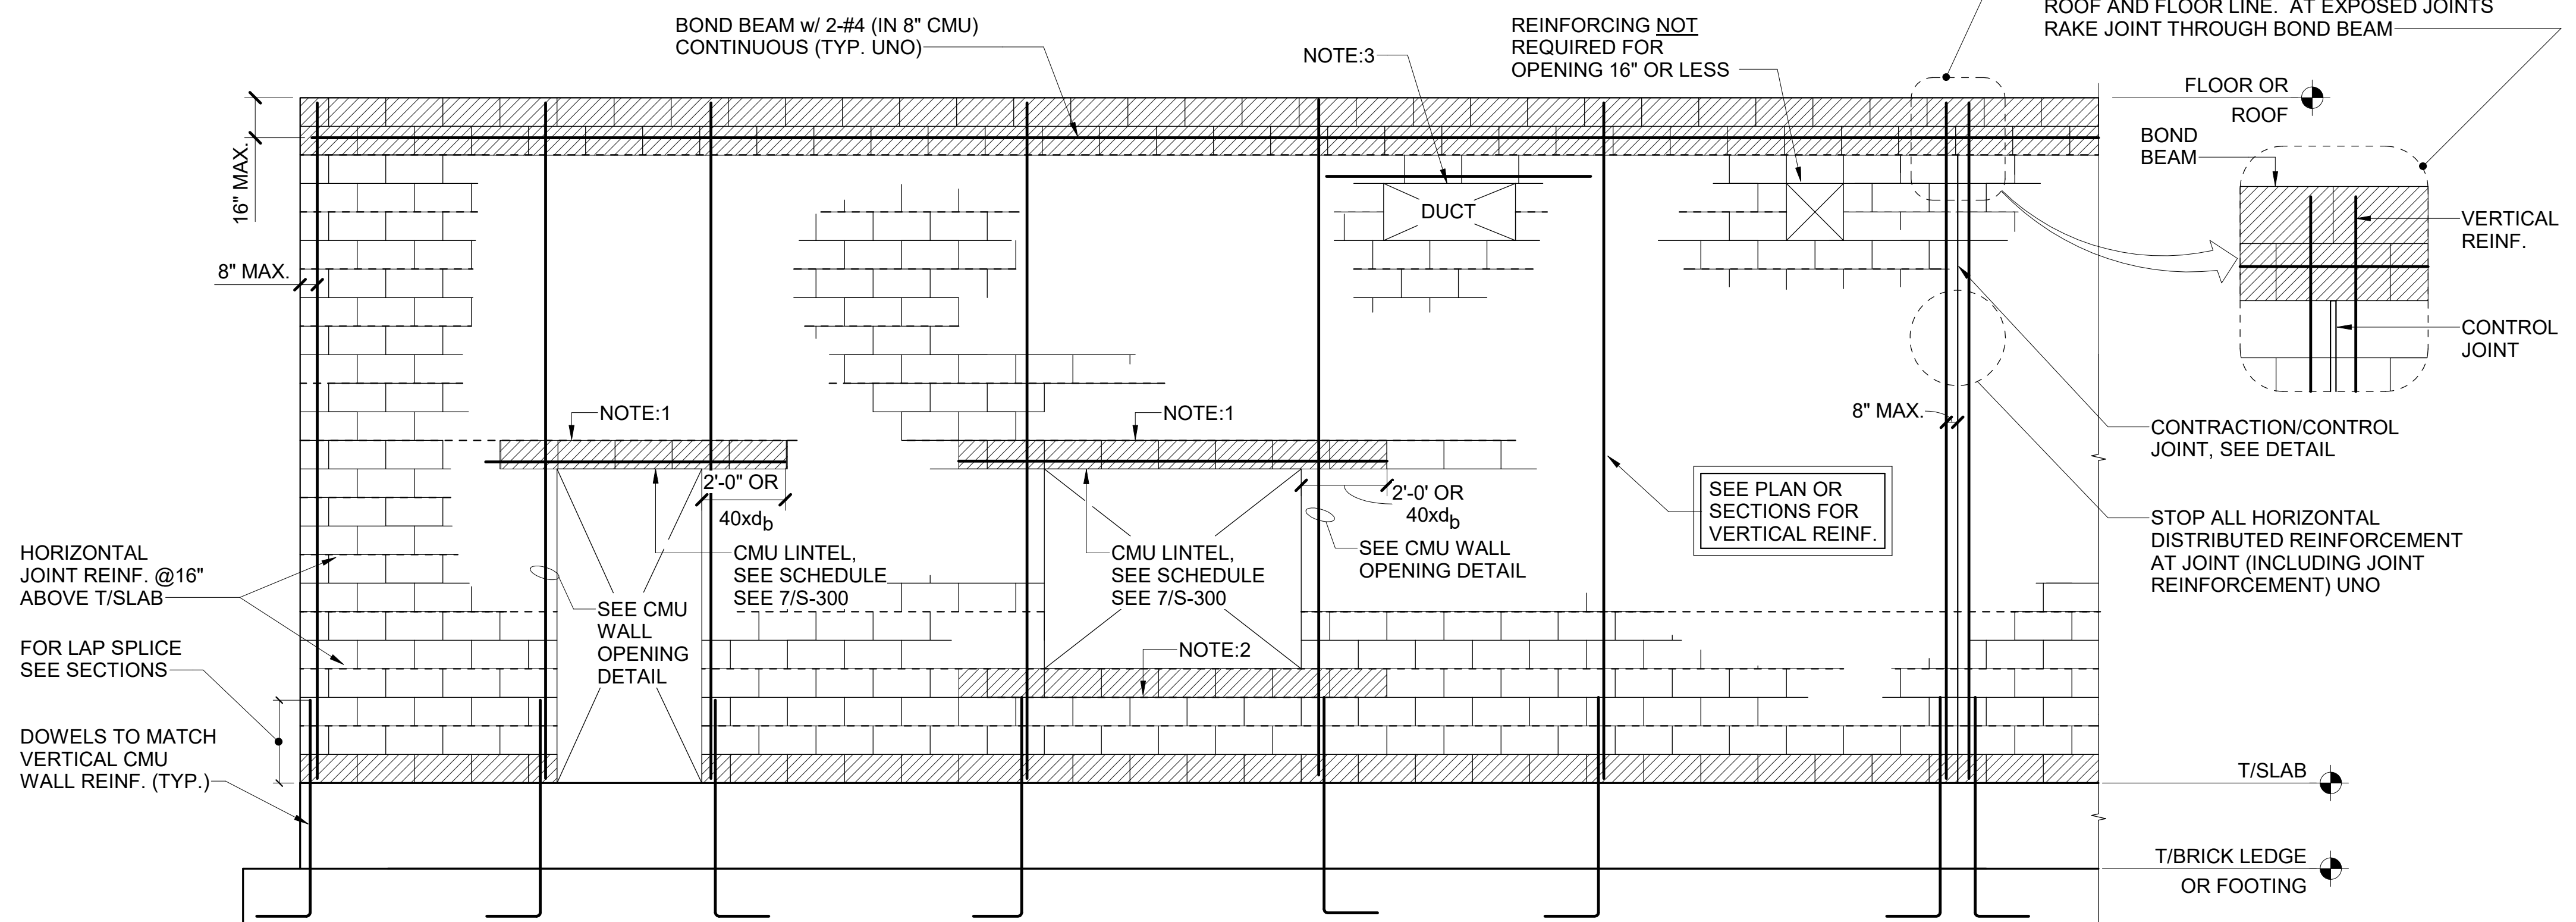 BOND BEAM w/ 2-#4 (IN 8" CMU)
CONTINUOUS (TYP. UNO)
NOTE:3
REINFORCING NOT
REQUIRED FOR
OPENING 16" OR LESS
ROOF AND FLOOR LINE. AT EXPOSED JOINTS
RAKE JOINT THROUGH BOND BEAM
FLOOR OR
ROOF
BOND
BEAM
VERTICAL
REINF.
CONTROL
JOINT
16" MAX.
8" MAX.
DUCT
NOTE:1
NOTE:1
8" MAX.
CONTRACTION/CONTROL
JOINT, SEE DETAIL
2'-0" OR
40xdb
2'-0' OR
40xdb
SEE PLAN OR
SECTIONS FOR
VERTICAL REINF.
STOP ALL HORIZONTAL
DISTRIBUTED REINFORCEMENT
AT JOINT (INCLUDING JOINT
REINFORCEMENT) UNO
HORIZONTAL
JOINT REINF. @16"
ABOVE T/SLAB
CMU LINTEL,
SEE SCHEDULE
SEE 7/S-300
CMU LINTEL,
SEE SCHEDULE
SEE 7/S-300
SEE CMU WALL
OPENING DETAIL
SEE CMU
WALL
OPENING
DETAIL
FOR LAP SPLICE
SEE SECTIONS
NOTE:2
DOWELS TO MATCH
VERTICAL CMU
WALL REINF. (TYP.)
T/SLAB
T/BRICK LEDGE
OR FOOTING